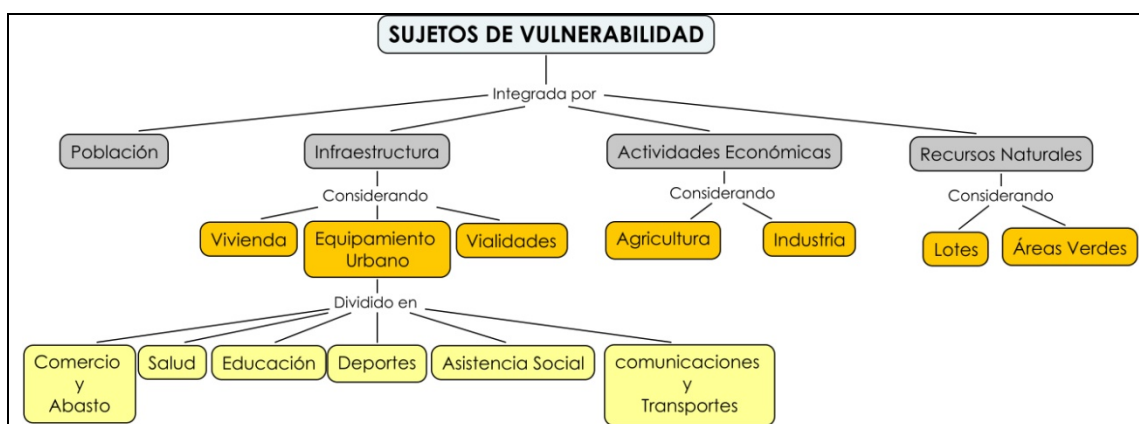 SUJETOS DE VULNERABILIDAD
Integrada por
Población
Infraestructura
Actividades Económicas
Recursos Naturales
Considerando
Considerando
Considerando
Vivienda
Equipamiento
Urbano
Vialidades
Agricultura
Industria
Lotes
Áreas Verdes
Dividido en
Comercio
y
Abasto
Salud
Educación
Deportes
Asistencia Social
comunicaciones
y
Transportes